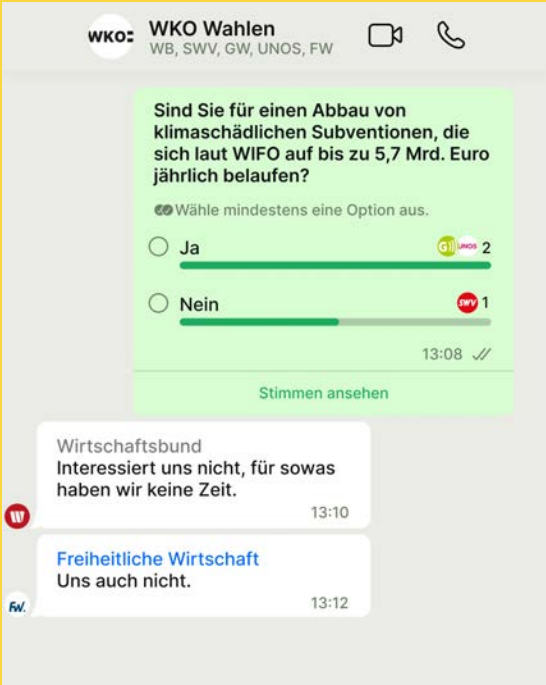 WKO
WKO Wahlen
WB, SWV, GW, UNOS, FW
Sind Sie für einen Abbau von
klimaschädlichen Subventionen, die
sich laut WIFO auf bis zu 5,7 Mrd. Euro
jährlich belaufen?
Wähle mindestens eine Option aus.
Ja G UNOS 2
Nein SWV 1
13:08
Stimmen ansehen
Wirtschaftsbund
Interessiert uns nicht, für sowas
haben wir keine Zeit.
W 13:10
Freiheitliche Wirtschaft
Uns auch nicht.
FW. 13:12